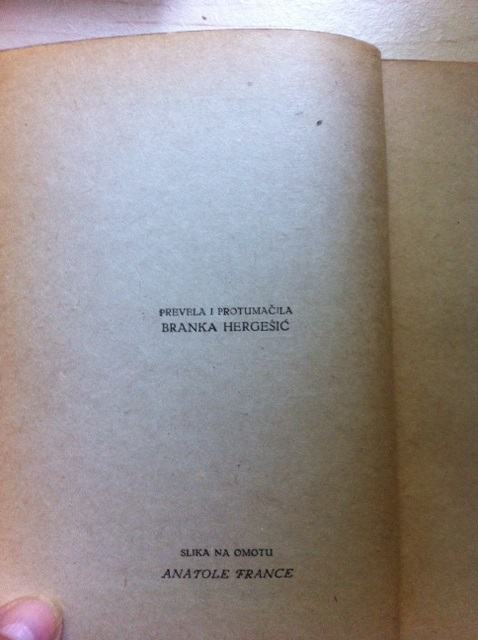 PREVELA I PROTUMAČILA
BRANKA HERGEŠIĆ
SLIKA NA OMOTU
ANATOLE FRANCE